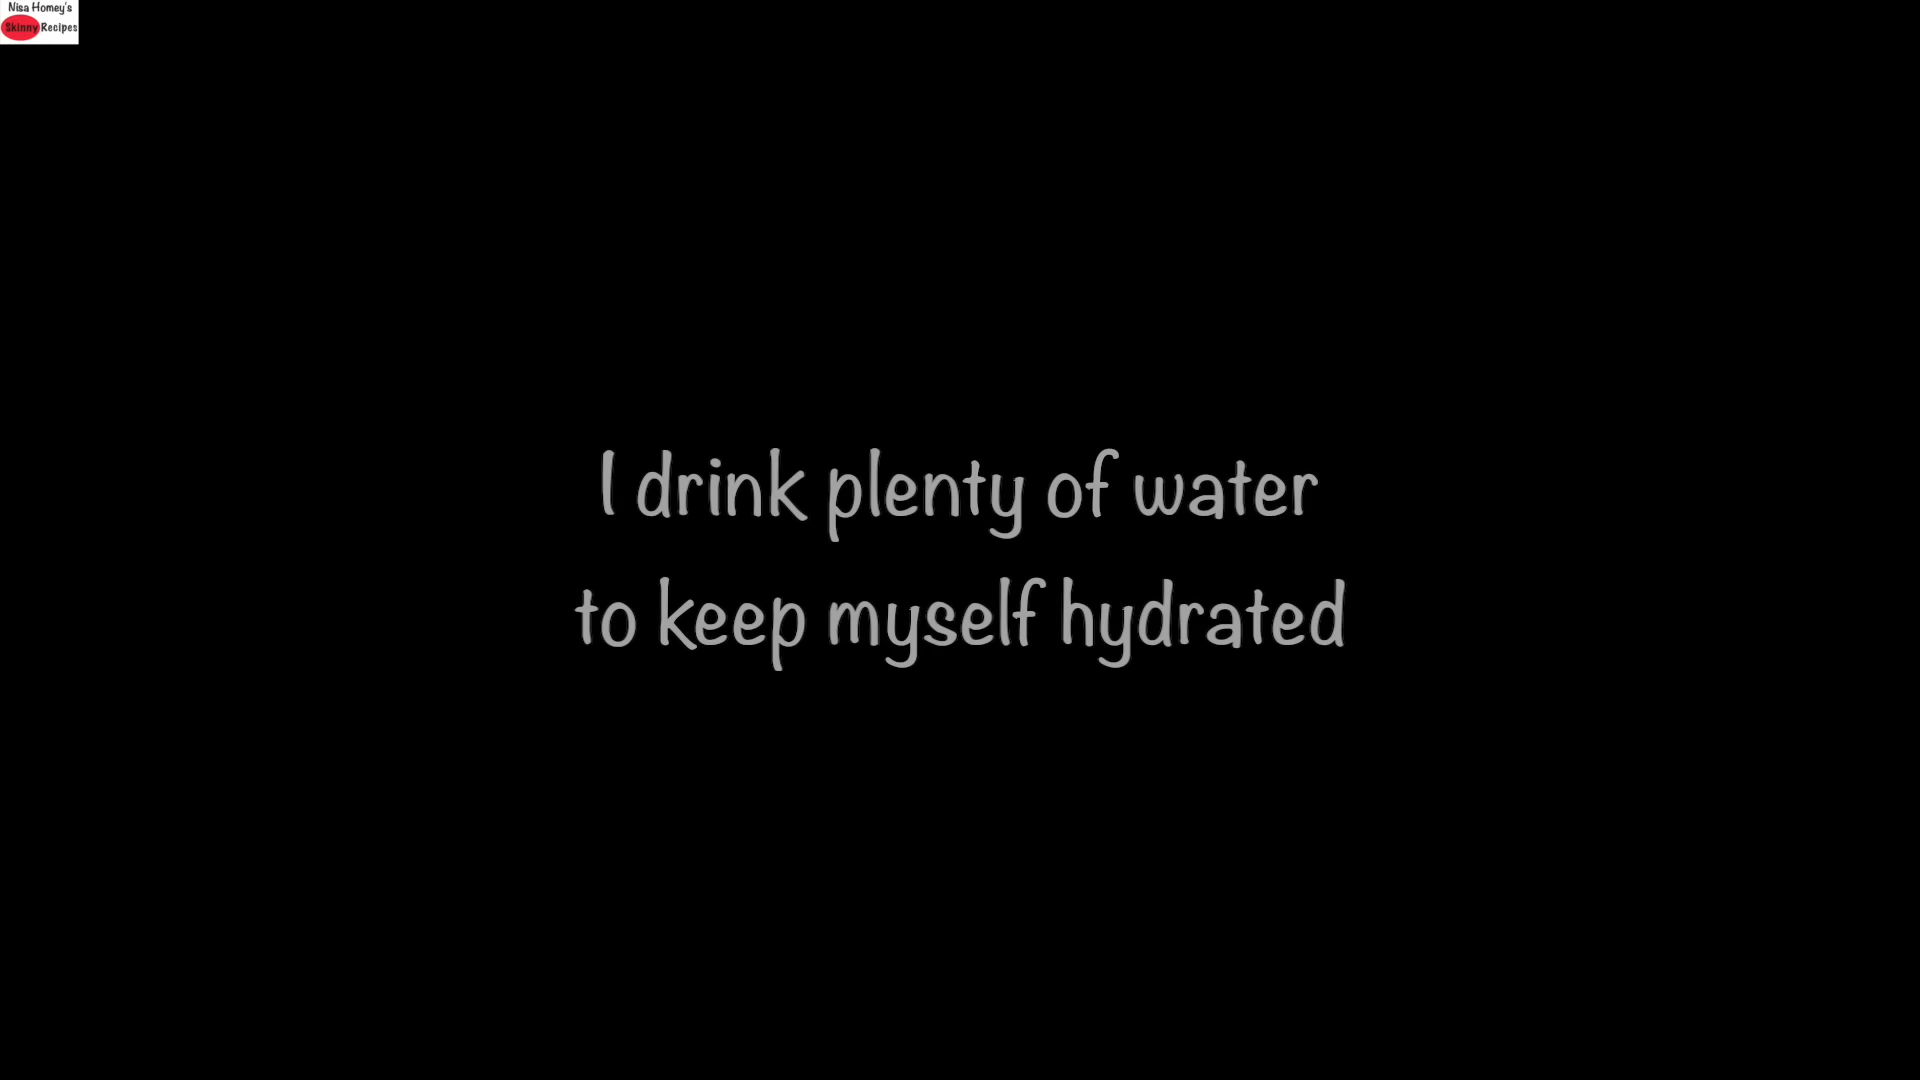 Nisa Homey's
Skinny Recipes
I drink plenty of water
to keep myself hydrated